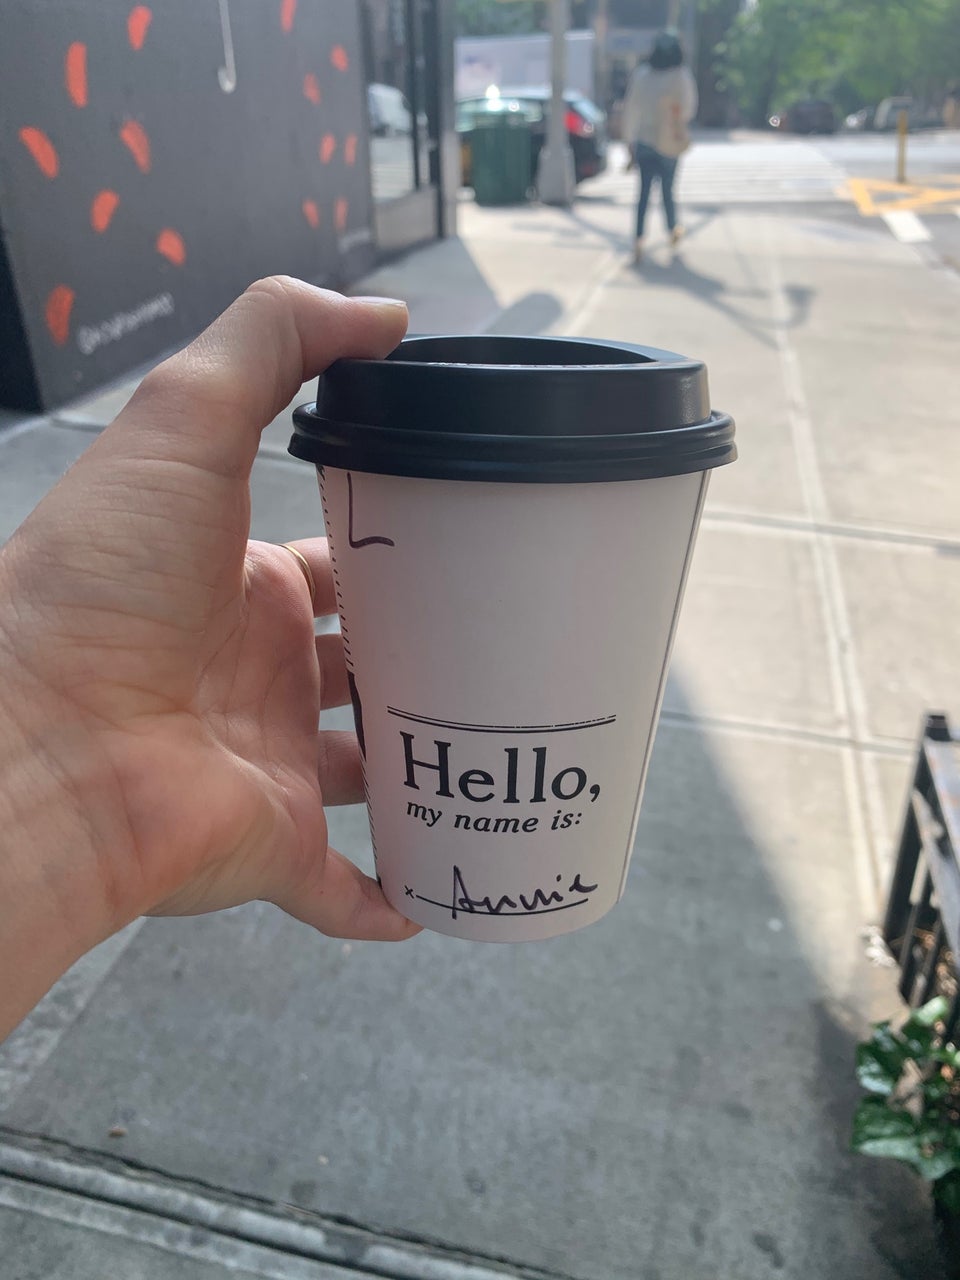 L
Hello,
my name is:
x Annie